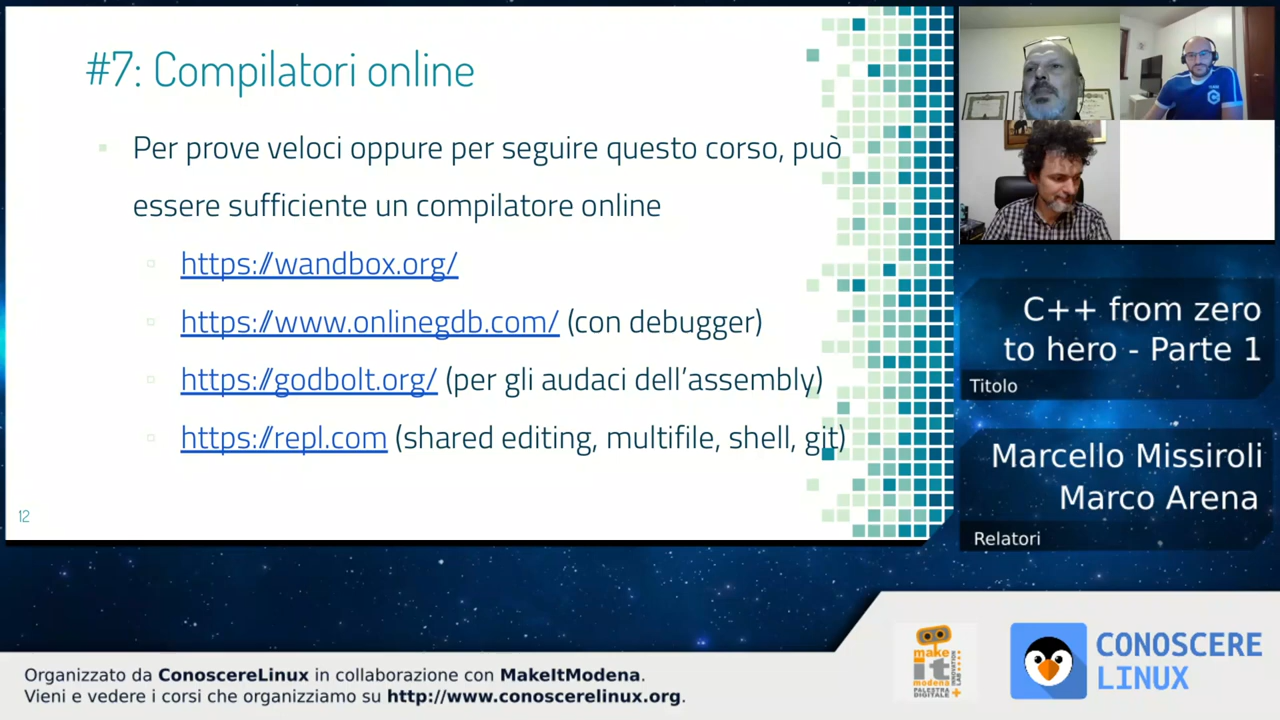 #7: Compilatori online
Per prove veloci oppure per seguire questo corso, può
essere sufficiente un compilatore online
https://wandbox.org/
https://www.onlinegdb.com/ (con debugger)
https://godbolt.org/ (per gli audaci dell'assembly)
https://repl.com (shared editing, multifile, shell, git)
12
C++ from zero
to hero - Parte 1
Titolo
Marcello Missiroli
Marco Arena
Relatori
make
it
modena
PALESTRA
DIGITALE
INNOVATION
LAB
CONOSCERE
LINUX
Organizzato da ConoscereLinux in collaborazione con MakeItModena.
Vieni e vedere i corsi che organizziamo su http://www.conoscerelinux.org.